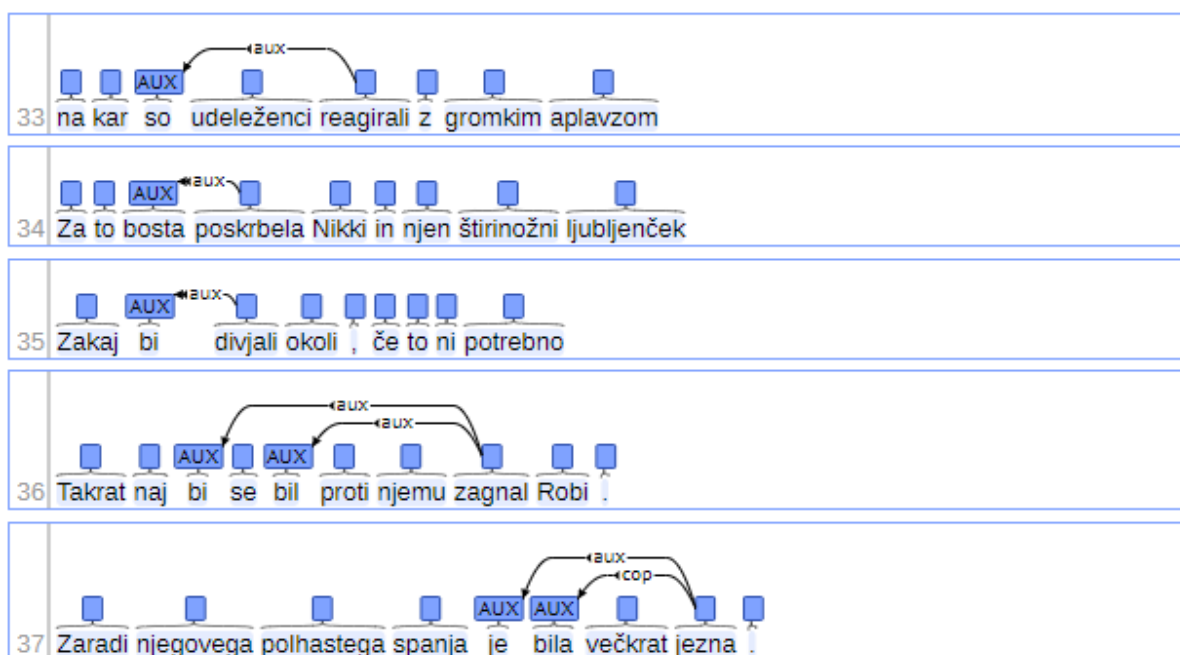 aux
AUX
33 na kar so udeleženci reagirali z gromkim aplavzom
AUX aux
34 Za to bosta poskrbela Nikki in njen štirinožni ljubljenček
AUX aux
35 Zakaj bi divjali okoli , če to ni potrebno
aux
aux
AUX AUX
36 Takrat naj bi se bil proti njemu zagnal Robi .
aux
cop
AUX AUX
37 Zaradi njegovega polhastega spanja je bila večkrat jezna .